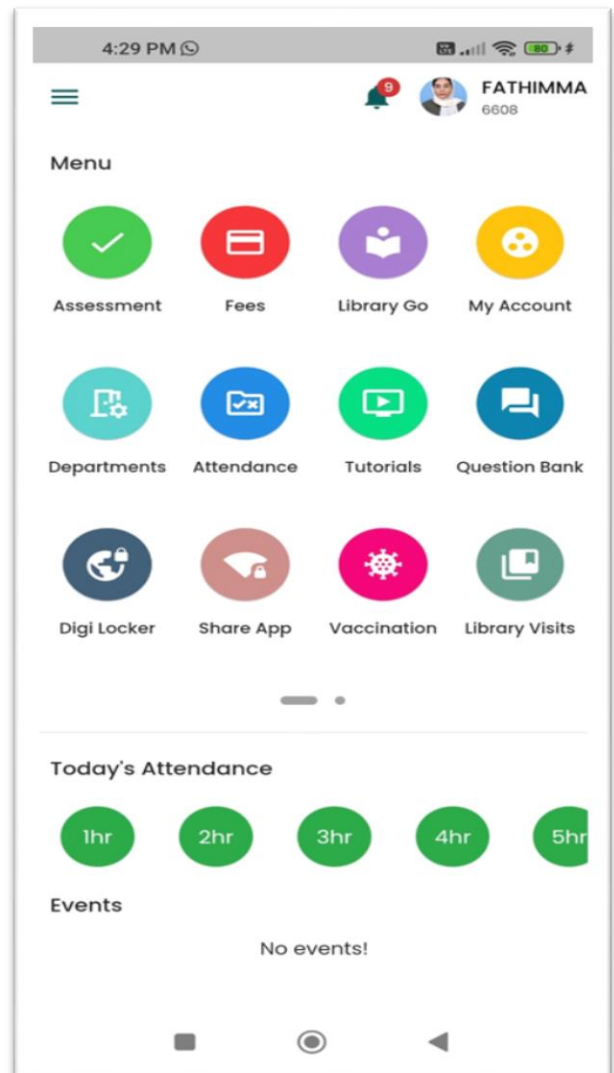 4:29 PM
80
9
FATHIMMA
6608
Menu
Assessment Fees Library Go My Account
Departments Attendance Tutorials Question Bank
Digi Locker Share App Vaccination Library Visits
Today's Attendance
1hr 2hr 3hr 4hr 5hr
Events
No events!